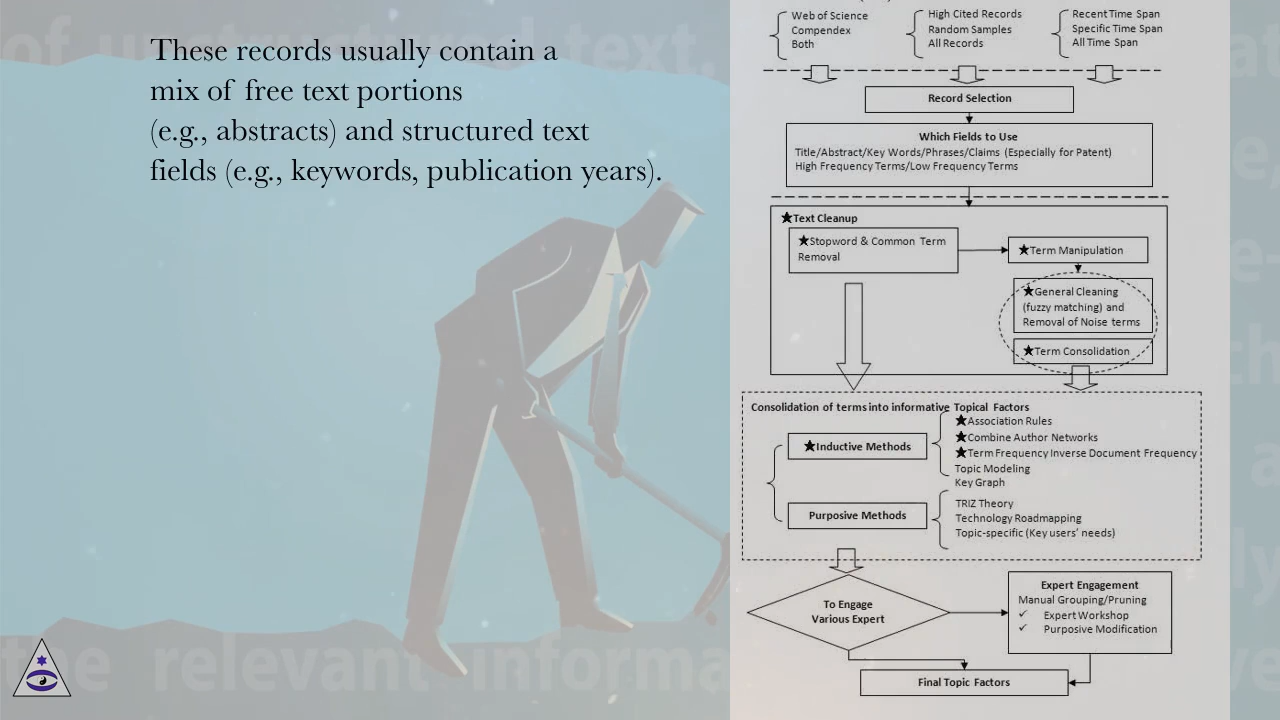 These records usually contain a
mix of free text portions
(e.g., abstracts) and structured text
fields (e.g., keywords, publication years).
Web of Science
Compendex
Both
High Cited Records
Random Samples
All Records
Recent Time Span
Specific Time Span
All Time Span
Record Selection
Which Fields to Use
Title/Abstract/Key Words/Phrases/Claims (Especially for Patent)
High Frequency Terms/Low Frequency Terms
★Text Cleanup
★Stopword & Common Term
Removal
★Term Manipulation
★General Cleaning
(fuzzy matching) and
Removal of Noise terms
★Term Consolidation
Consolidation of terms into informative Topical Factors
★Inductive Methods
★Association Rules
★Combine Author Networks
★Term Frequency Inverse Document Frequency
Topic Modeling
Key Graph
Purposive Methods
TRIZ Theory
Technology Roadmapping
Topic-specific (Key users' needs)
To Engage
Various Expert
Expert Engagement
Manual Grouping/Pruning
✓ Expert Workshop
✓ Purposive Modification
Final Topic Factors
of text,
the relevant